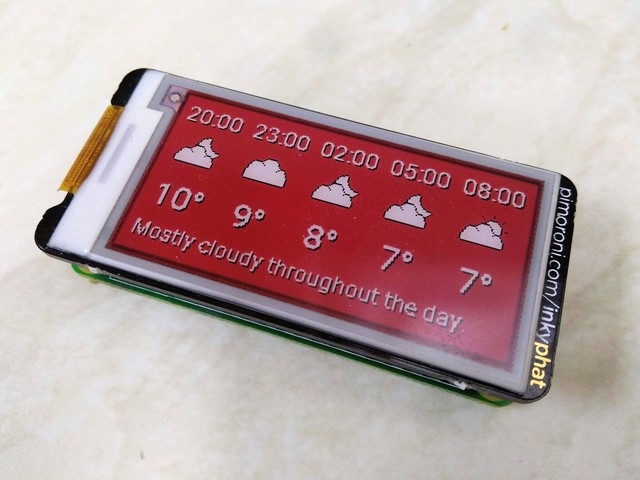 20:00 23:00 02:00 05:00 08:00
10° 9° 8° 7° 7°
Mostly cloudy throughout the day.
pimoroni.com/inkyphat